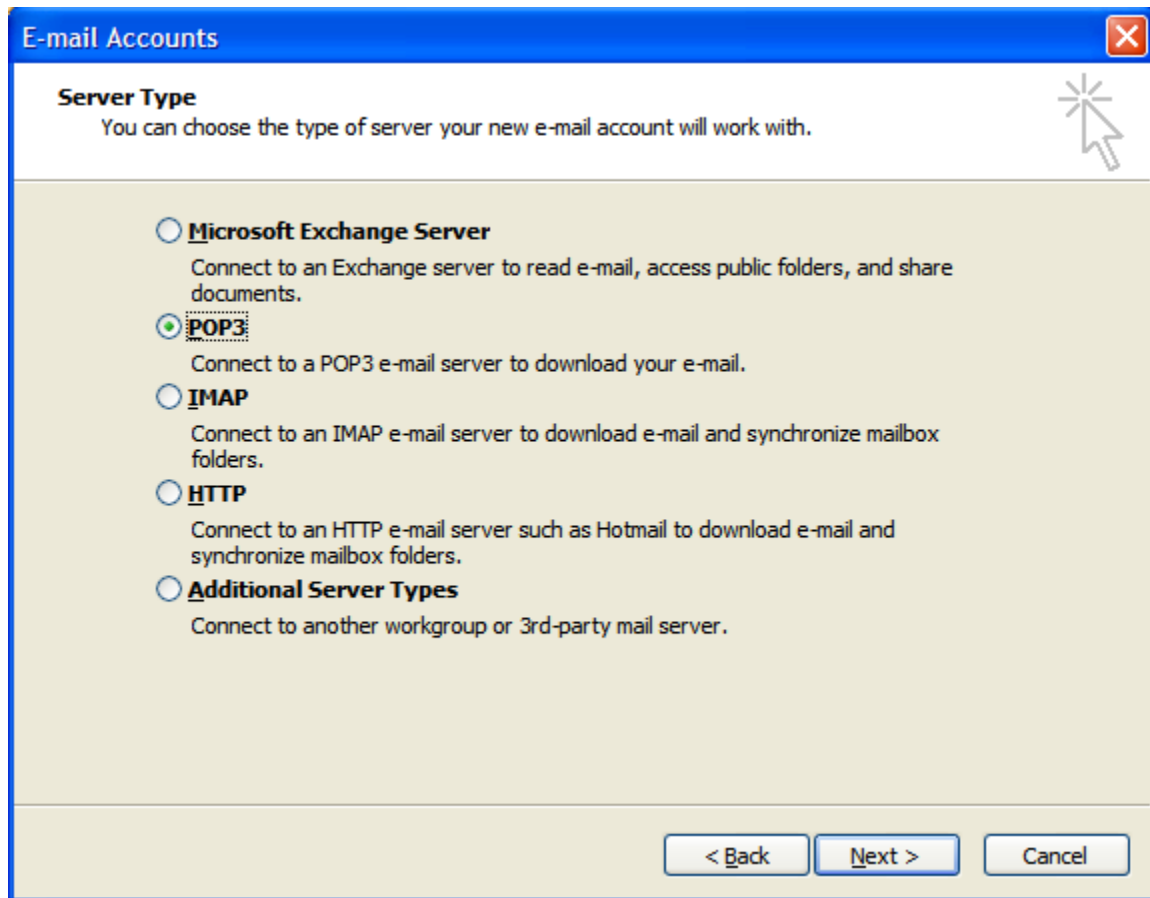 E-mail Accounts
Server Type
You can choose the type of server your new e-mail account will work with.
Microsoft Exchange Server
Connect to an Exchange server to read e-mail, access public folders, and share
documents.
POP3
Connect to a POP3 e-mail server to download your e-mail.
IMAP
Connect to an IMAP e-mail server to download e-mail and synchronize mailbox
folders.
HTTP
Connect to an HTTP e-mail server such as Hotmail to download e-mail and
synchronize mailbox folders.
Additional Server Types
Connect to another workgroup or 3rd-party mail server.
< Back Next > Cancel